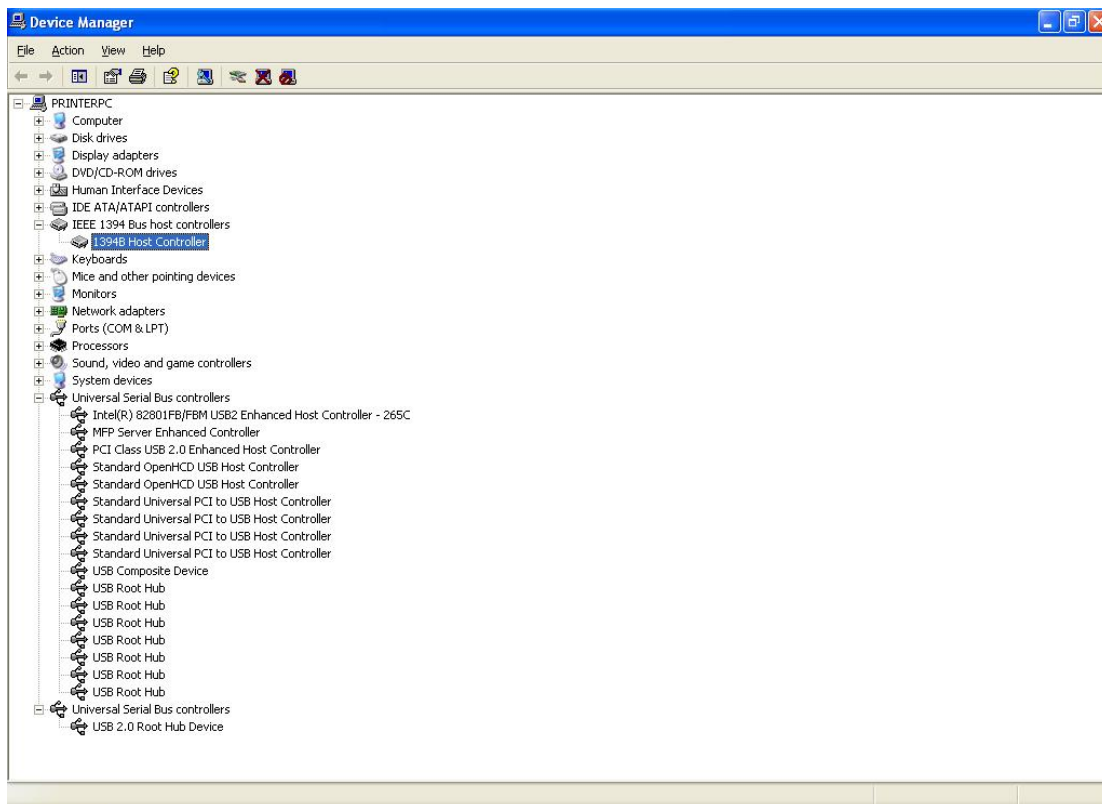 Device Manager
File Action View Help
PRINTERPC
Computer
Disk drives
Display adapters
DVD/CD-ROM drives
Human Interface Devices
IDE ATA/ATAPI controllers
IEEE 1394 Bus host controllers
1394B Host Controller
Keyboards
Mice and other pointing devices
Monitors
Network adapters
Ports (COM & LPT)
Processors
Sound, video and game controllers
System devices
Universal Serial Bus controllers
Intel(R) 82801FB/FBM USB2 Enhanced Host Controller - 265C
MFP Server Enhanced Controller
PCI Class USB 2.0 Enhanced Host Controller
Standard OpenHCD USB Host Controller
Standard OpenHCD USB Host Controller
Standard Universal PCI to USB Host Controller
Standard Universal PCI to USB Host Controller
Standard Universal PCI to USB Host Controller
Standard Universal PCI to USB Host Controller
USB Composite Device
USB Root Hub
USB Root Hub
USB Root Hub
USB Root Hub
USB Root Hub
USB Root Hub
USB Root Hub
Universal Serial Bus controllers
USB 2.0 Root Hub Device